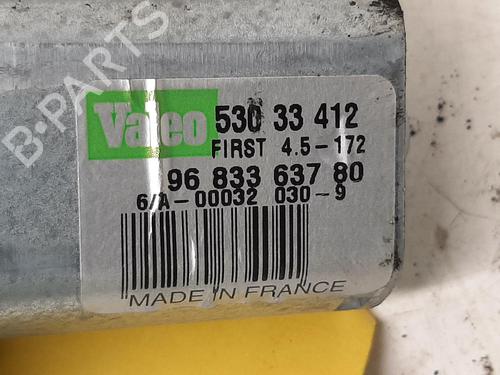 B-PARTS
Valeo 530 33 412
FIRST 4.5-172
96 833 637 80
6/A-00032 030-9
MADE IN FRANCE